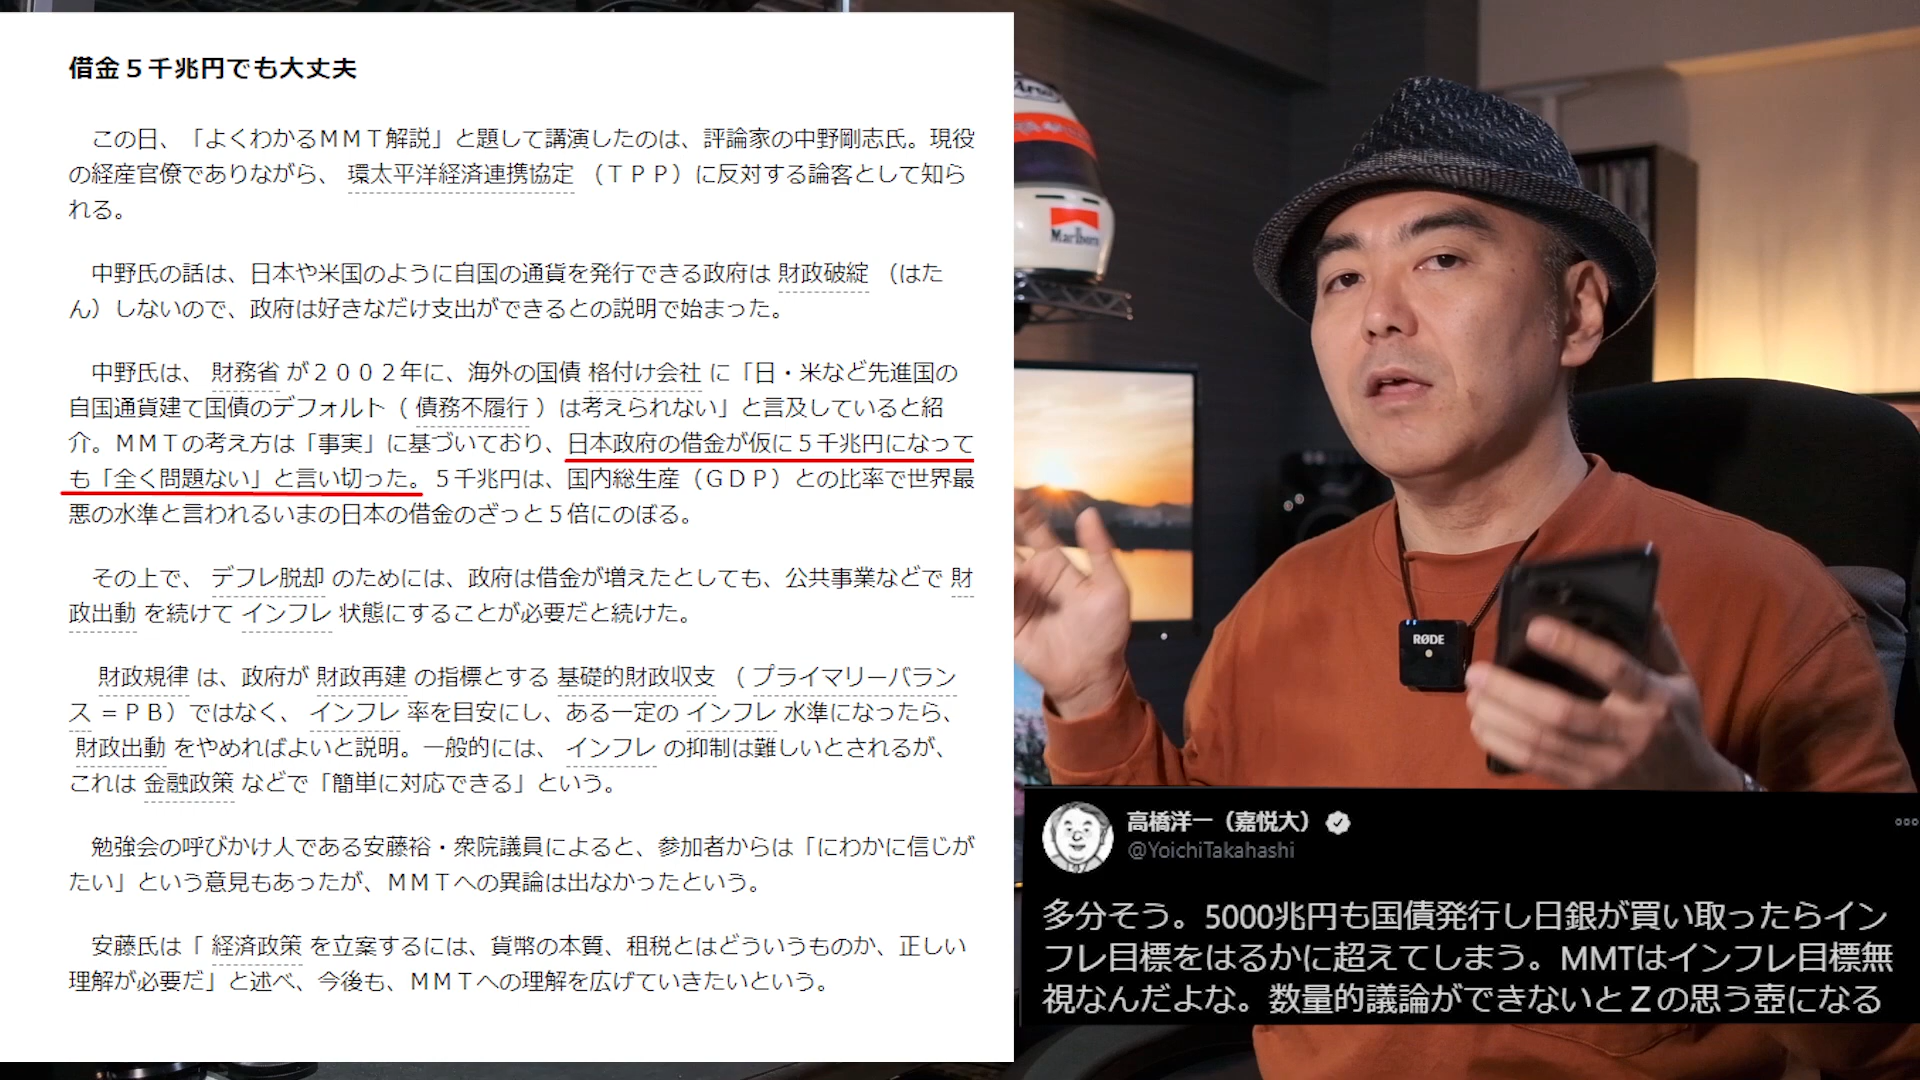 借金５千兆円でも大丈夫
この日、「よくわかるＭＭＴ解説」と題して講演したのは、評論家の中野剛志氏。現役
の経産官僚でありながら、 環太平洋経済連携協定 （ＴＰＰ）に反対する論客として知ら
れる。
中野氏の話は、日本や米国のように自国の通貨を発行できる政府は 財政破綻 （はた
ん）しないので、政府は好きなだけ支出ができるとの説明で始まった。
中野氏は、 財務省 が２００２年に、海外の国債 格付け会社 に「日・米など先進国の
自国通貨建て国債のデフォルト（ 債務不履行 ）は考えられない」と言及していると紹
介。ＭＭＴの考え方は「事実」に基づいており、日本政府の借金が仮に５千兆円になって
も「全く問題ない」と言い切った。５千兆円は、国内総生産（ＧＤＰ）との比率で世界最
悪の水準と言われるいまの日本の借金のざっと５倍にのぼる。
その上で、 デフレ脱却 のためには、政府は借金が増えたとしても、公共事業などで 財
政出動 を続けて インフレ 状態にすることが必要だと続けた。
財政規律 は、政府が 財政再建 の指標とする 基礎的財政収支 （ プライマリーバラン
ス ＝ＰＢ）ではなく、 インフレ 率を目安にし、ある一定の インフレ 水準になったら、
財政出動 をやめればよいと説明。一般的には、 インフレ の抑制は難しいとされるが、
これは 金融政策 などで「簡単に対応できる」という。
勉強会の呼びかけ人である安藤裕・衆院議員によると、参加者からは「にわかに信じが
たい」という意見もあったが、ＭＭＴへの異論は出なかったという。
安藤氏は「 経済政策 を立案するには、貨幣の本質、租税とはどういうものか、正しい
理解が必要だ」と述べ、今後も、ＭＭＴへの理解を広げていきたいという。
Arai
Marlboro
RØDE
高橋洋一（嘉悦大）
@YoichiTakahashi
多分そう。5000兆円も国債発行し日銀が買い取ったらイン
フレ目標をはるかに超えてしまう。MMTはインフレ目標無
視なんだよな。数量的議論ができないとＺの思う壺になる